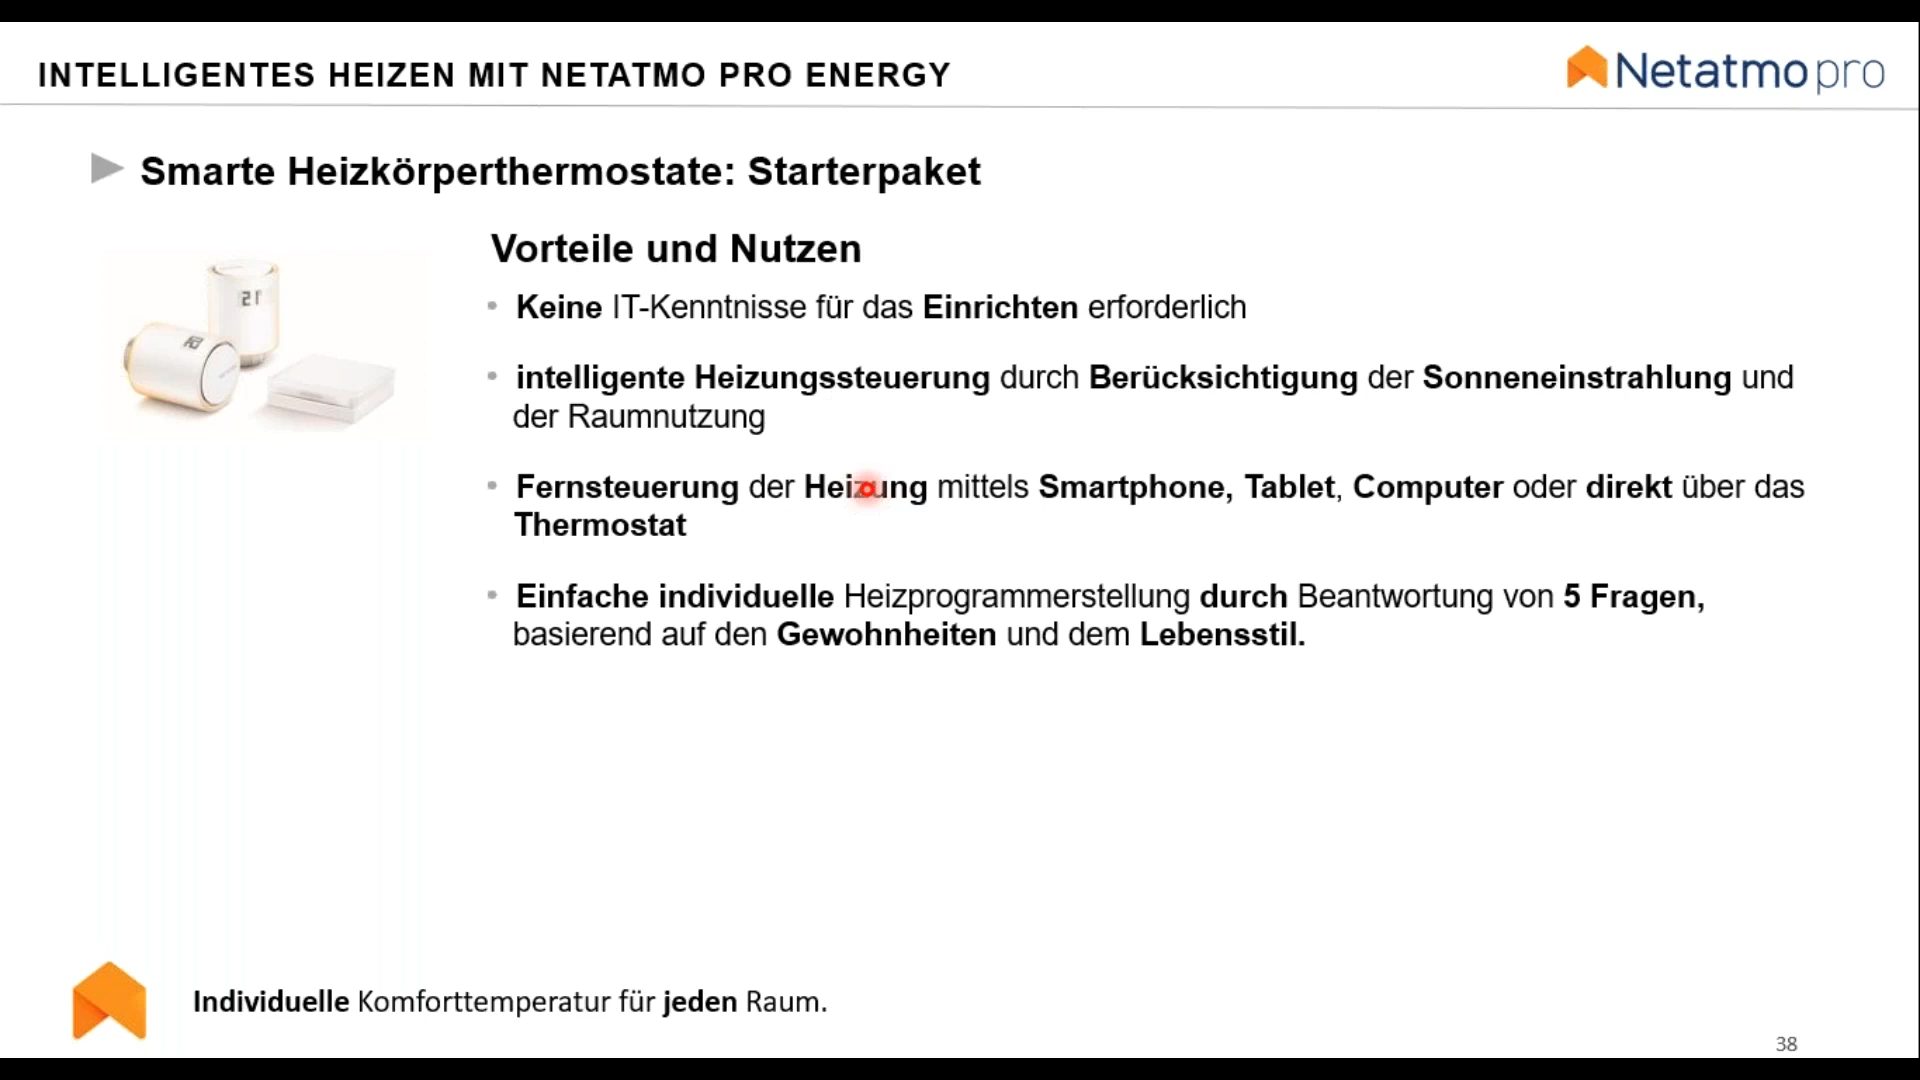 INTELLIGENTES HEIZEN MIT NETATMO PRO ENERGY
Netatmo pro
Smarte Heizkörperthermostate: Starterpaket
Vorteile und Nutzen
• Keine IT-Kenntnisse für das Einrichten erforderlich
• intelligente Heizungssteuerung durch Berücksichtigung der Sonneneinstrahlung und
der Raumnutzung
• Fernsteuerung der Heizung mittels Smartphone, Tablet, Computer oder direkt über das
Thermostat
• Einfache individuelle Heizprogrammerstellung durch Beantwortung von 5 Fragen,
basierend auf den Gewohnheiten und dem Lebensstil.
Individuelle Komforttemperatur für jeden Raum.
38